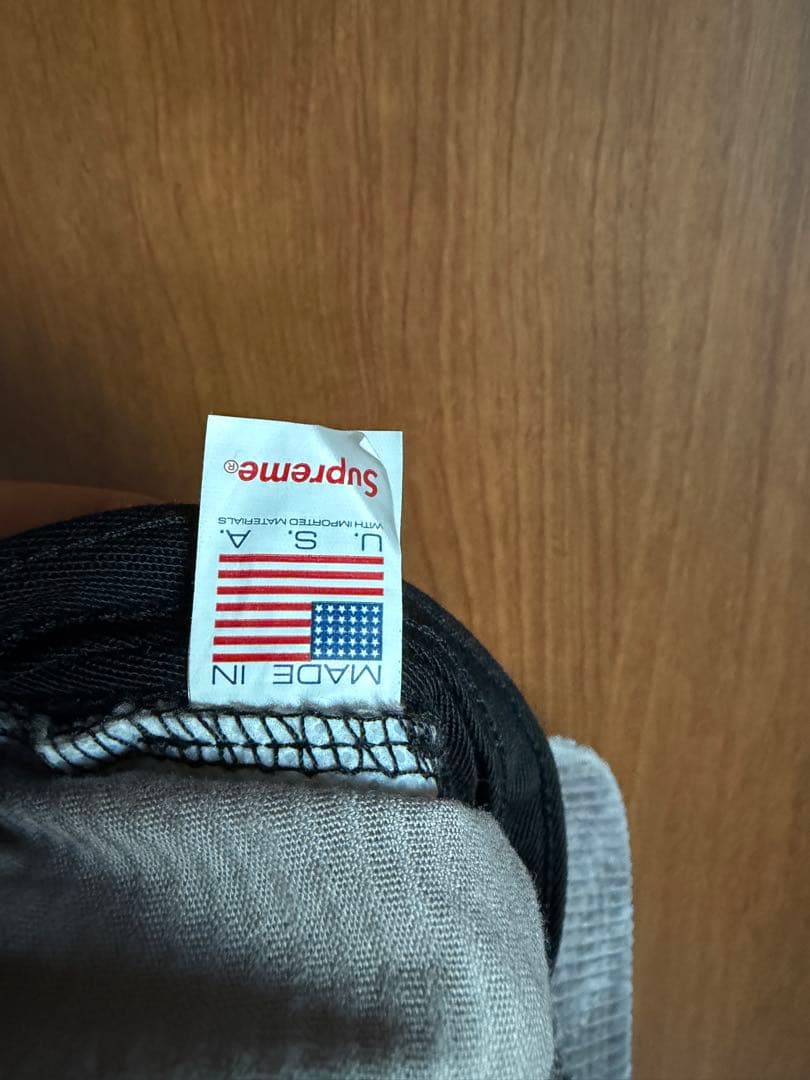 MADE IN
U. S. A.
WITH IMPORTED MATERIALS
Supreme®